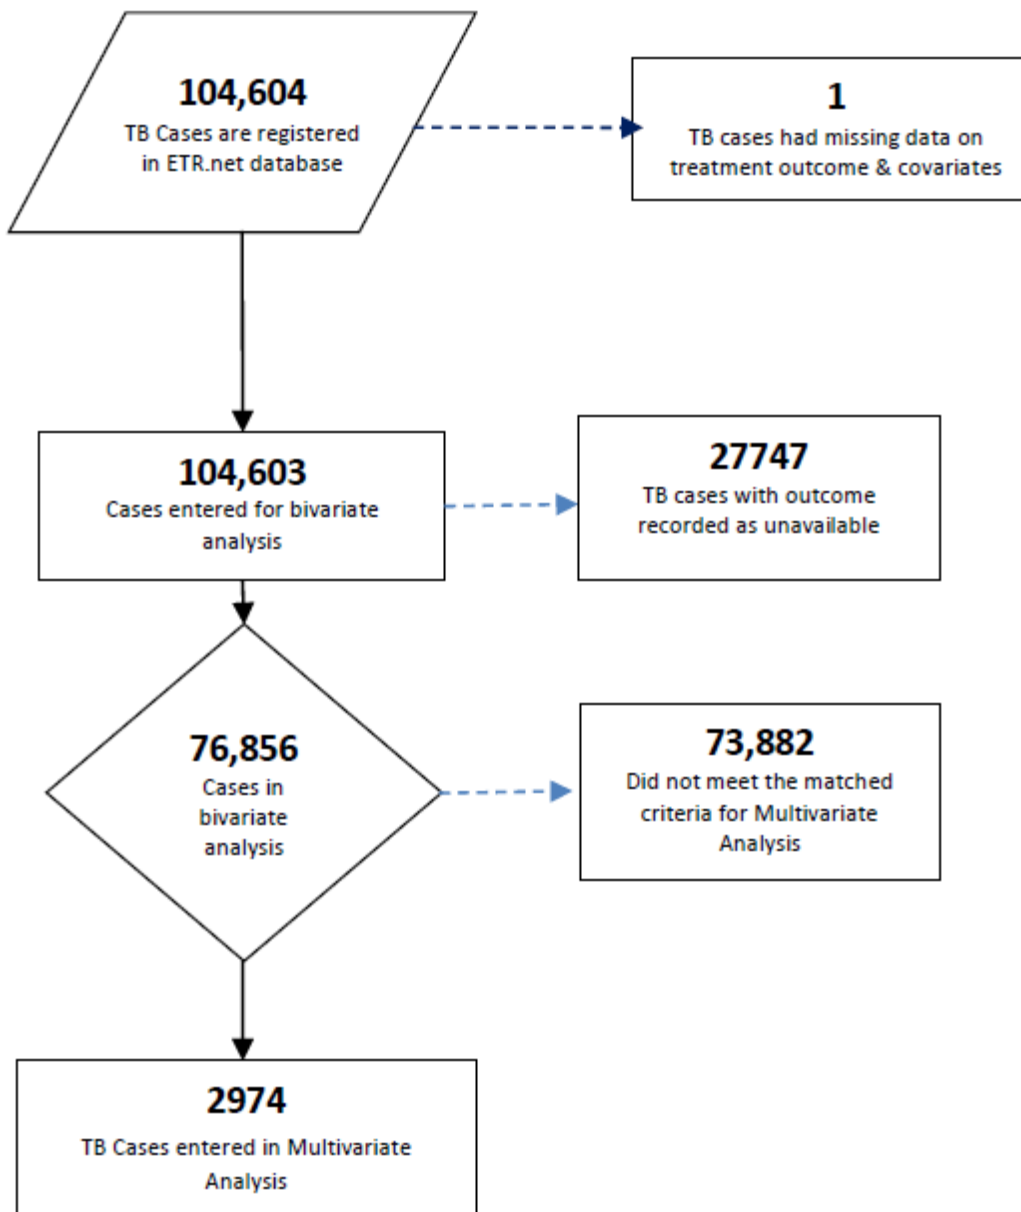 104,604
TB Cases are registered
in ETR.net database
1
TB cases had missing data on
treatment outcome & covariates
104,603
Cases entered for bivariate
analysis
27747
TB cases with outcome
recorded as unavailable
76,856
Cases in
bivariate
analysis
73,882
Did not meet the matched
criteria for Multivariate
Analysis
2974
TB Cases entered in Multivariate
Analysis